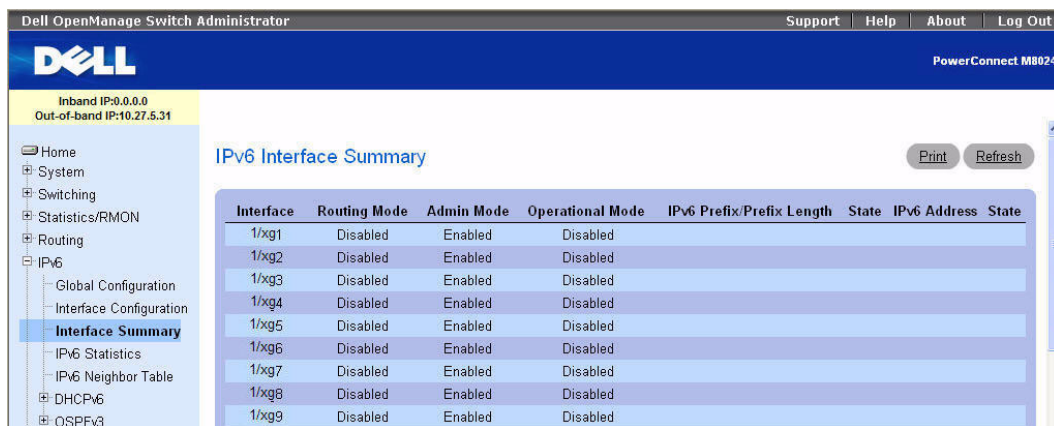 Dell OpenManage Switch Administrator Support Help About Log Out
DELL
PowerConnect M8024
Inband IP:0.0.0.0
Out-of-band IP:10.27.5.31
Home
System
Switching
Statistics/RMON
Routing
IPv6
Global Configuration
Interface Configuration
Interface Summary
IPv6 Statistics
IPv6 Neighbor Table
DHCPv6
OSPFv3
IPv6 Interface Summary
Print Refresh
Interface Routing Mode Admin Mode Operational Mode IPv6 Prefix/Prefix Length State IPv6 Address State
1/xg1 Disabled Enabled Disabled
1/xg2 Disabled Enabled Disabled
1/xg3 Disabled Enabled Disabled
1/xg4 Disabled Enabled Disabled
1/xg5 Disabled Enabled Disabled
1/xg6 Disabled Enabled Disabled
1/xg7 Disabled Enabled Disabled
1/xg8 Disabled Enabled Disabled
1/xg9 Disabled Enabled Disabled